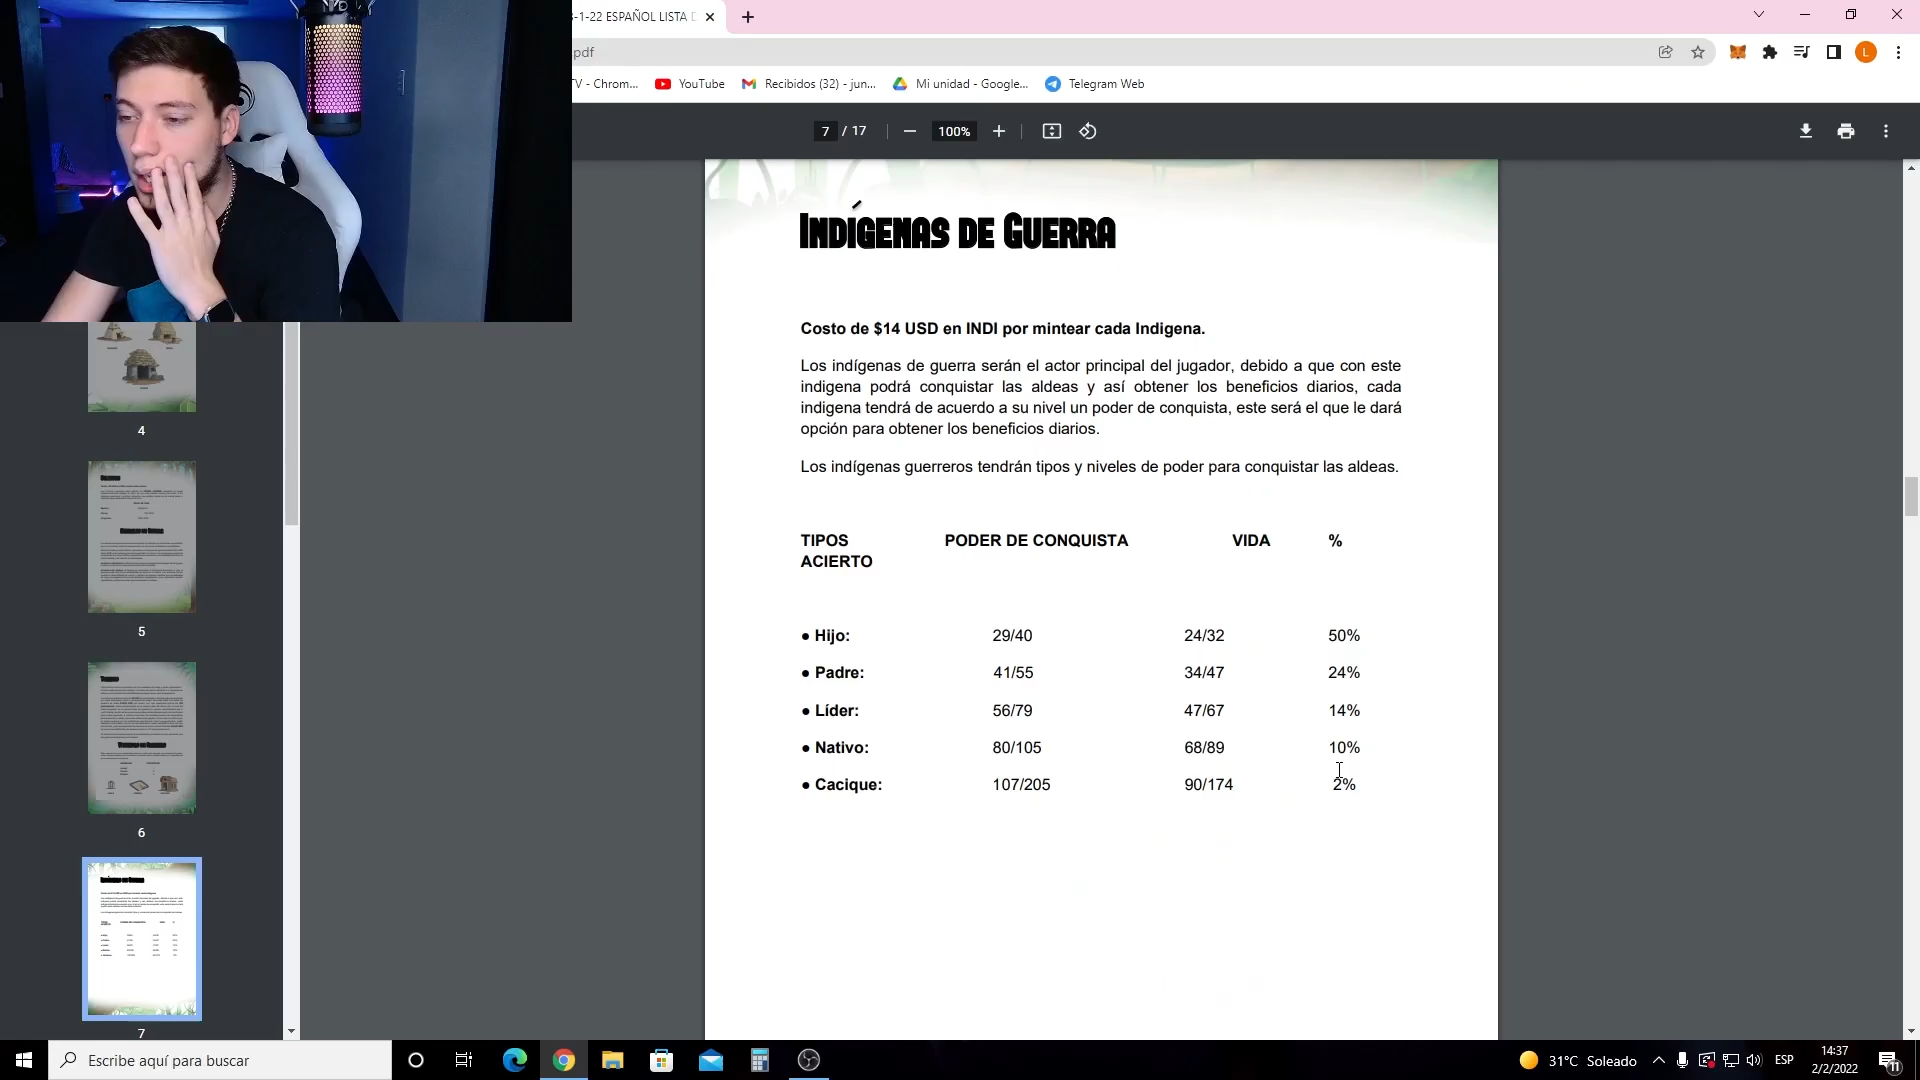 3-1-22 ESPAÑOL LISTA D
pdf
TV - Chrom...
YouTube
Recibidos (32) - jun...
Mi unidad - Google...
Telegram Web
L
7 / 17
100%
INDÍGENAS DE GUERRA
Costo de $14 USD en INDI por mintear cada Indigena.
Los indígenas de guerra serán el actor principal del jugador, debido a que con este
indigena podrá conquistar las aldeas y así obtener los beneficios diarios, cada
indigena tendrá de acuerdo a su nivel un poder de conquista, este será el que le dará
opción para obtener los beneficios diarios.
Los indígenas guerreros tendrán tipos y niveles de poder para conquistar las aldeas.
TIPOS PODER DE CONQUISTA VIDA %
ACIERTO
● Hijo: 29/40 24/32 50%
● Padre: 41/55 34/47 24%
● Líder: 56/79 47/67 14%
● Nativo: 80/105 68/89 10%
● Cacique: 107/205 90/174 2%
4
5
6
7
Escribe aquí para buscar
31°C Soleado
ESP
14:37
2/2/2022
11